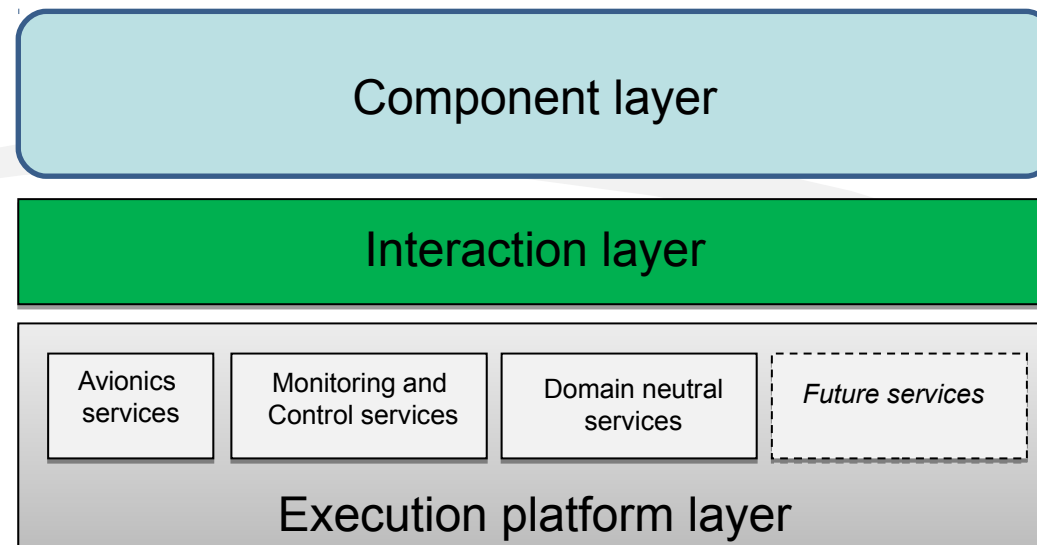 Component layer
Interaction layer
Avionics
services
Monitoring and
Control services
Domain neutral
services
Future services
Execution platform layer